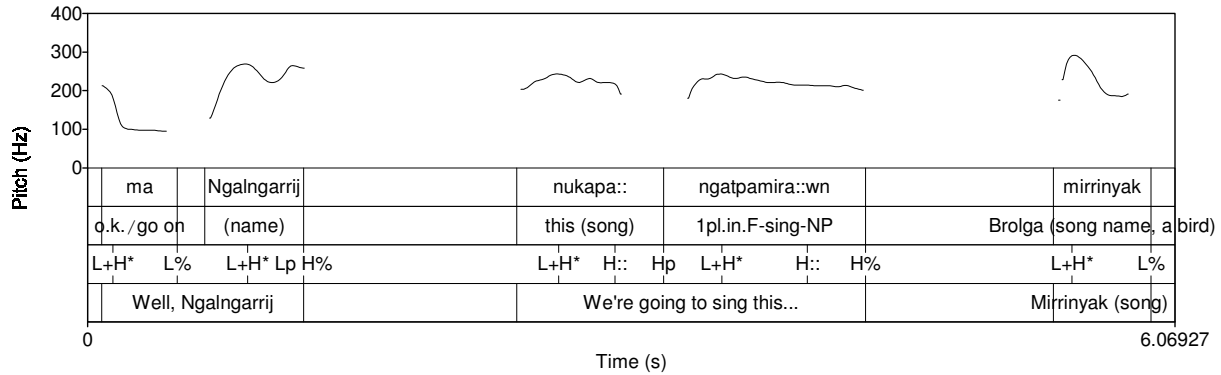 400
300
200
100
0
Pitch (Hz)
ma Ngalngarrij nukapa:: ngatpamira::wn mirrinyak
o.k./go on (name) this (song) 1pl.in.F-sing-NP Brolga (song name, a bird)
L+H* L% L+H* Lp H% L+H* H:: Hp L+H* H:: H% L+H* L%
Well, Ngalngarrij We're going to sing this... Mirrinyak (song)
0 6.06927
Time (s)